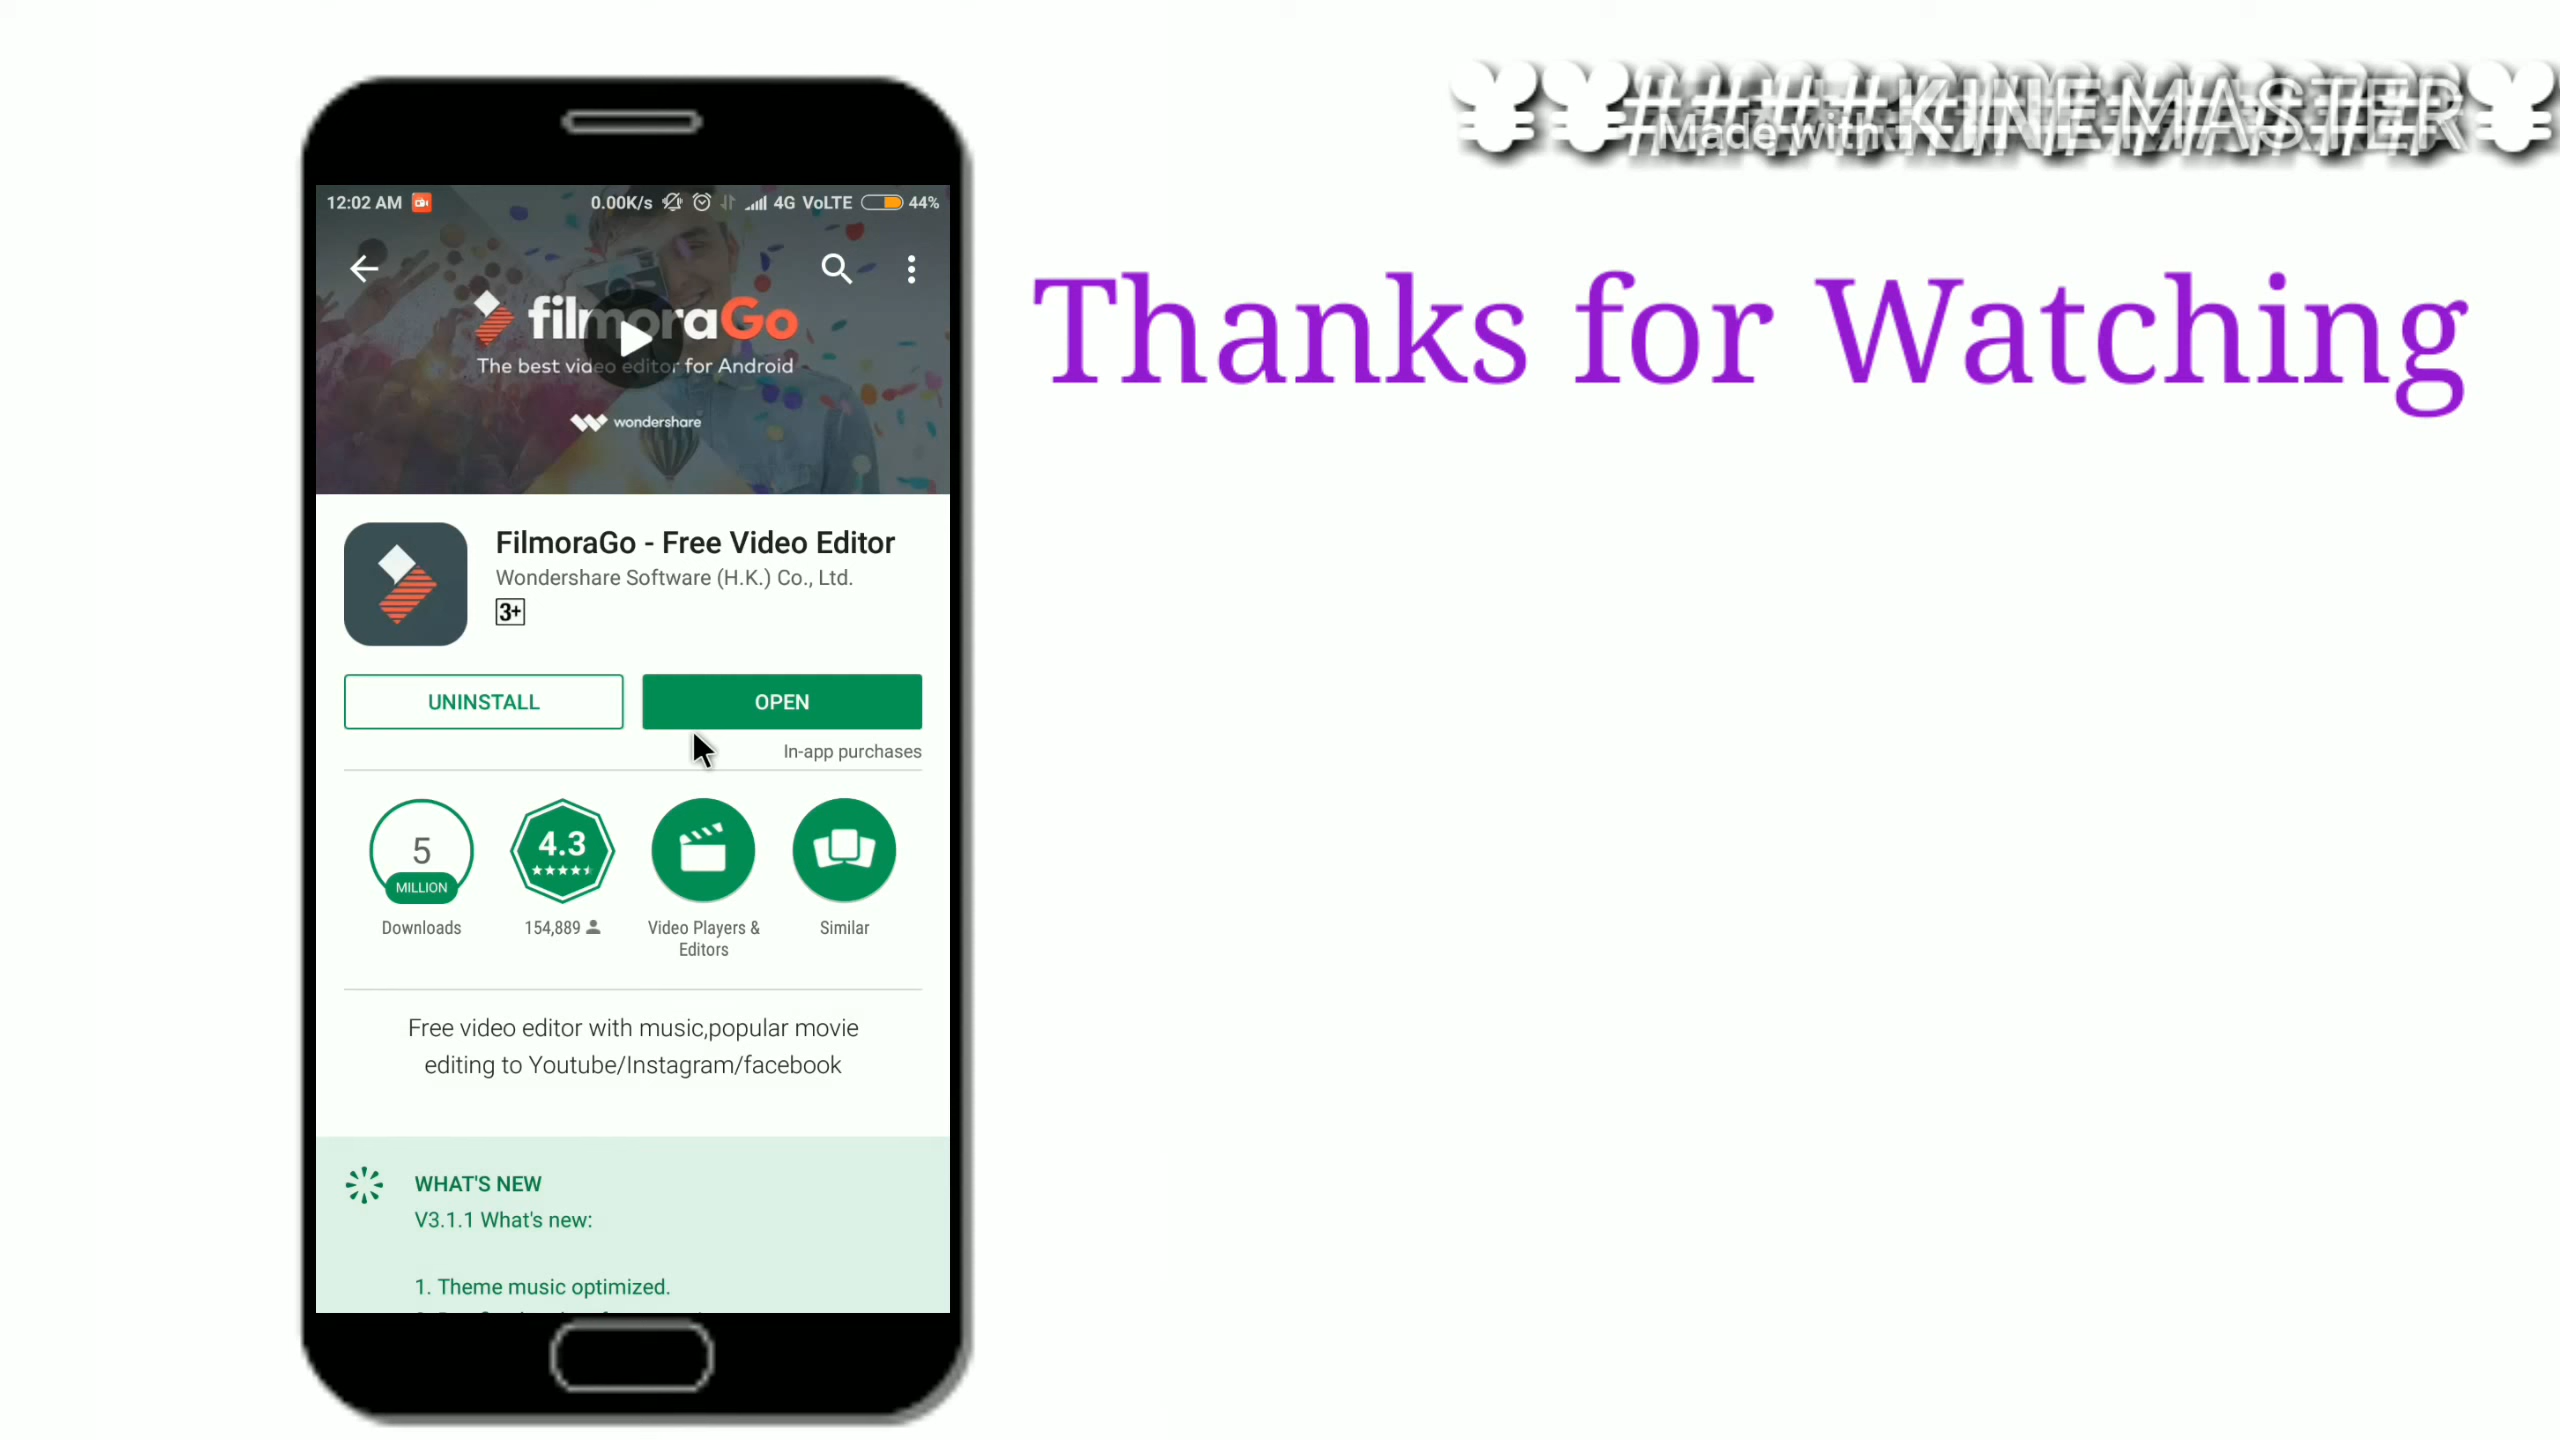 Made with KINEMASTER
Thanks for Watching
12:02 AM 0.00K/s 4G VoLTE 44%
filmoraGo
The best video editor for Android
wondershare
FilmoraGo - Free Video Editor
Wondershare Software (H.K.) Co., Ltd.
3+
UNINSTALL OPEN
In-app purchases
5 MILLION
4.3
Downloads 154,889 Video Players & Editors Similar
Free video editor with music,popular movie
editing to Youtube/Instagram/facebook
WHAT'S NEW
V3.1.1 What's new:
1. Theme music optimized.